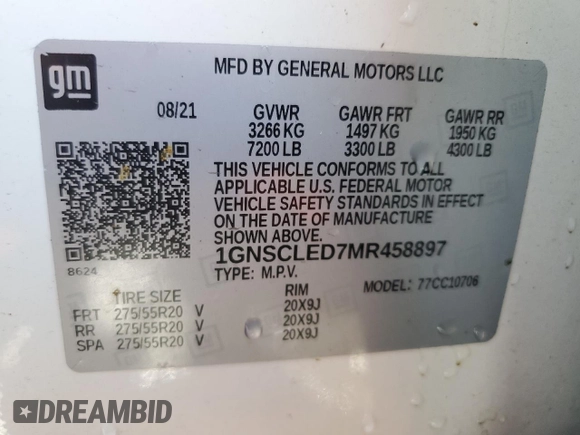 gm
MFD BY GENERAL MOTORS LLC
08/21 GVWR GAWR FRT GAWR RR
3266 KG 1497 KG 1950 KG
7200 LB 3300 LB 4300 LB
THIS VEHICLE CONFORMS TO ALL
APPLICABLE U.S. FEDERAL MOTOR
VEHICLE SAFETY STANDARDS IN EFFECT
ON THE DATE OF MANUFACTURE
SHOWN ABOVE.
8624 1GNSCLED7MR458897
TYPE: M.P.V. MODEL: 77CC10706
TIRE SIZE RIM
FRT 275/55R20 V 20X9J
RR 275/55R20 V 20X9J
SPA 275/55R20 V 20X9J
DREAMBID